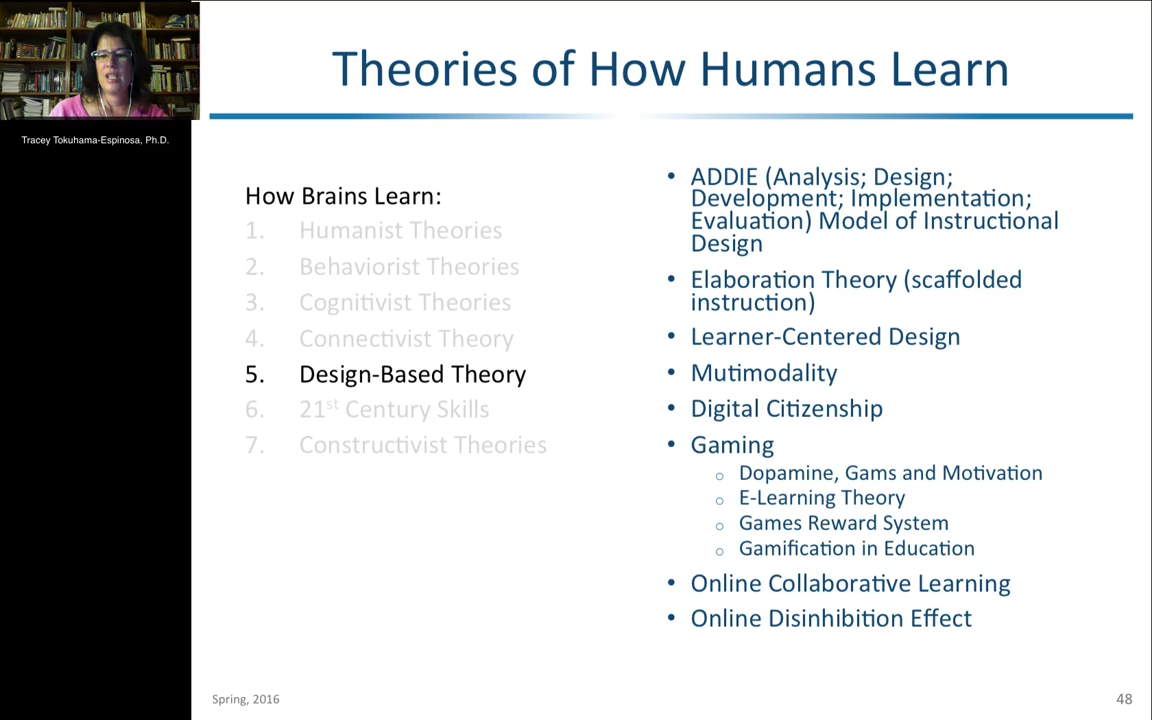 Theories of How Humans Learn
Tracey Tokuhama-Espinosa, Ph.D.
How Brains Learn:
1. Humanist Theories
2. Behaviorist Theories
3. Cognitivist Theories
4. Connectivist Theory
5. Design-Based Theory
6. 21st Century Skills
7. Constructivist Theories
• ADDIE (Analysis; Design;
Development; Implementation;
Evaluation) Model of Instructional
Design
• Elaboration Theory (scaffolded
instruction)
• Learner-Centered Design
• Mutimodality
• Digital Citizenship
• Gaming
○ Dopamine, Gams and Motivation
○ E-Learning Theory
○ Games Reward System
○ Gamification in Education
• Online Collaborative Learning
• Online Disinhibition Effect
Spring, 2016
48